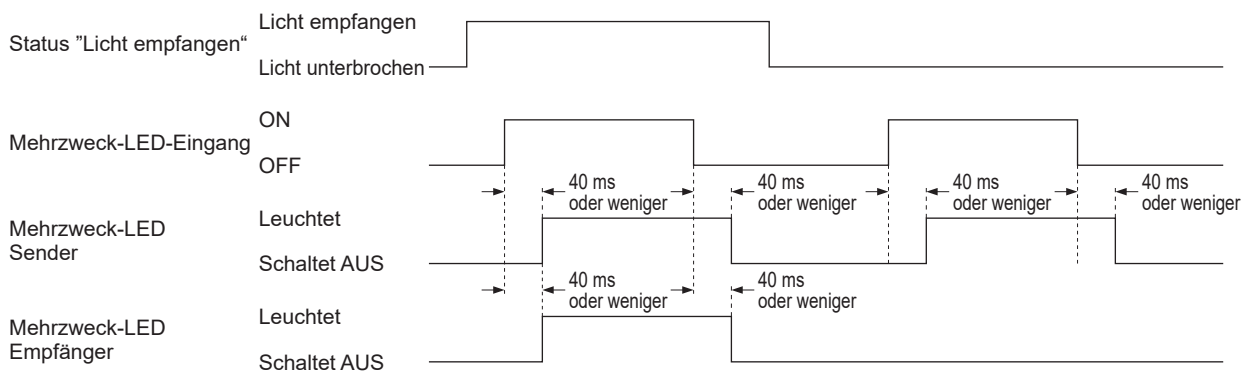 Status ”Licht empfangen“
Licht empfangen
Licht unterbrochen
Mehrzweck-LED-Eingang
ON
OFF
40 ms
oder weniger
40 ms
oder weniger
40 ms
oder weniger
40 ms
oder weniger
Mehrzweck-LED
Sender
Leuchtet
Schaltet AUS
40 ms
oder weniger
40 ms
oder weniger
Mehrzweck-LED
Empfänger
Leuchtet
Schaltet AUS